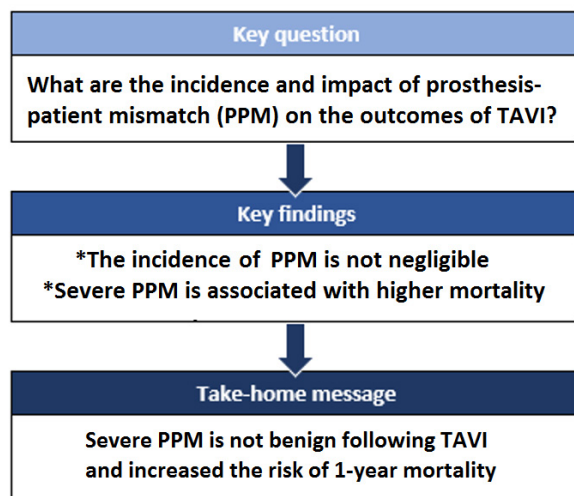 Key question
What are the incidence and impact of prosthesis-
patient mismatch (PPM) on the outcomes of TAVI?
Key findings
*The incidence of PPM is not negligible
*Severe PPM is associated with higher mortality
Take-home message
Severe PPM is not benign following TAVI
and increased the risk of 1-year mortality